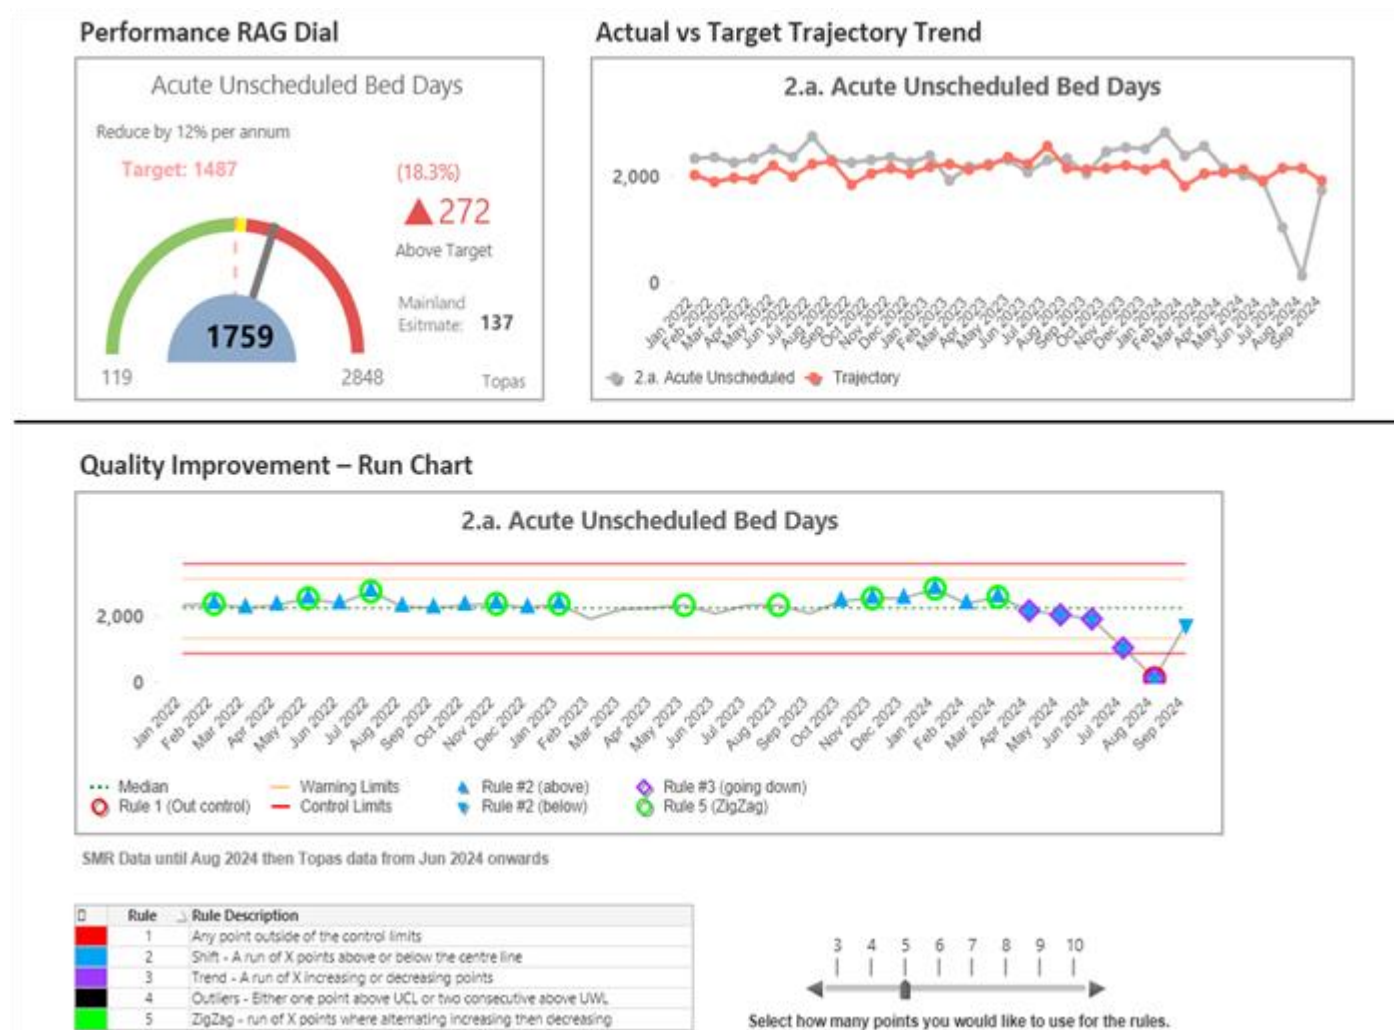 Performance RAG Dial
Actual vs Target Trajectory Trend
Acute Unscheduled Bed Days
Reduce by 12% per annum
Target: 1487
(18.3%)
▲272
Above Target
Mainland
Esitmate: 137
1759
119
2848
Topas
2.a. Acute Unscheduled Bed Days
2,000
0
Jan 2022
Feb 2022
Mar 2022
Apr 2022
May 2022
Jun 2022
Jul 2022
Aug 2022
Sep 2022
Oct 2022
Nov 2022
Dec 2022
Jan 2023
Feb 2023
Mar 2023
Apr 2023
May 2023
Jun 2023
Jul 2023
Aug 2023
Sep 2023
Oct 2023
Nov 2023
Dec 2023
Jan 2024
Feb 2024
Mar 2024
Apr 2024
May 2024
Jun 2024
Jul 2024
Aug 2024
Sep 2024
2.a. Acute Unscheduled
Trajectory
Quality Improvement – Run Chart
2.a. Acute Unscheduled Bed Days
2,000
0
Jan 2022
Feb 2022
Mar 2022
Apr 2022
May 2022
Jun 2022
Jul 2022
Aug 2022
Sep 2022
Oct 2022
Nov 2022
Dec 2022
Jan 2023
Feb 2023
Mar 2023
Apr 2023
May 2023
Jun 2023
Jul 2023
Aug 2023
Sep 2023
Oct 2023
Nov 2023
Dec 2023
Jan 2024
Feb 2024
Mar 2024
Apr 2024
May 2024
Jun 2024
Jul 2024
Aug 2024
Sep 2024
Median
Warning Limits
Rule #2 (above)
Rule #3 (going down)
Rule 1 (Out control)
Control Limits
Rule #2 (below)
Rule 5 (ZigZag)
SMR Data until Aug 2024 then Topas data from Jun 2024 onwards
Rule Rule Description
1 Any point outside of the control limits
2 Shift - A run of X points above or below the centre line
3 Trend - A run of X increasing or decreasing points
4 Outliers - Either one point above UCL or two consecutive above UWL
5 ZigZag - run of X points where alternating increasing then decreasing
3 4 5 6 7 8 9 10
Select how many points you would like to use for the rules.